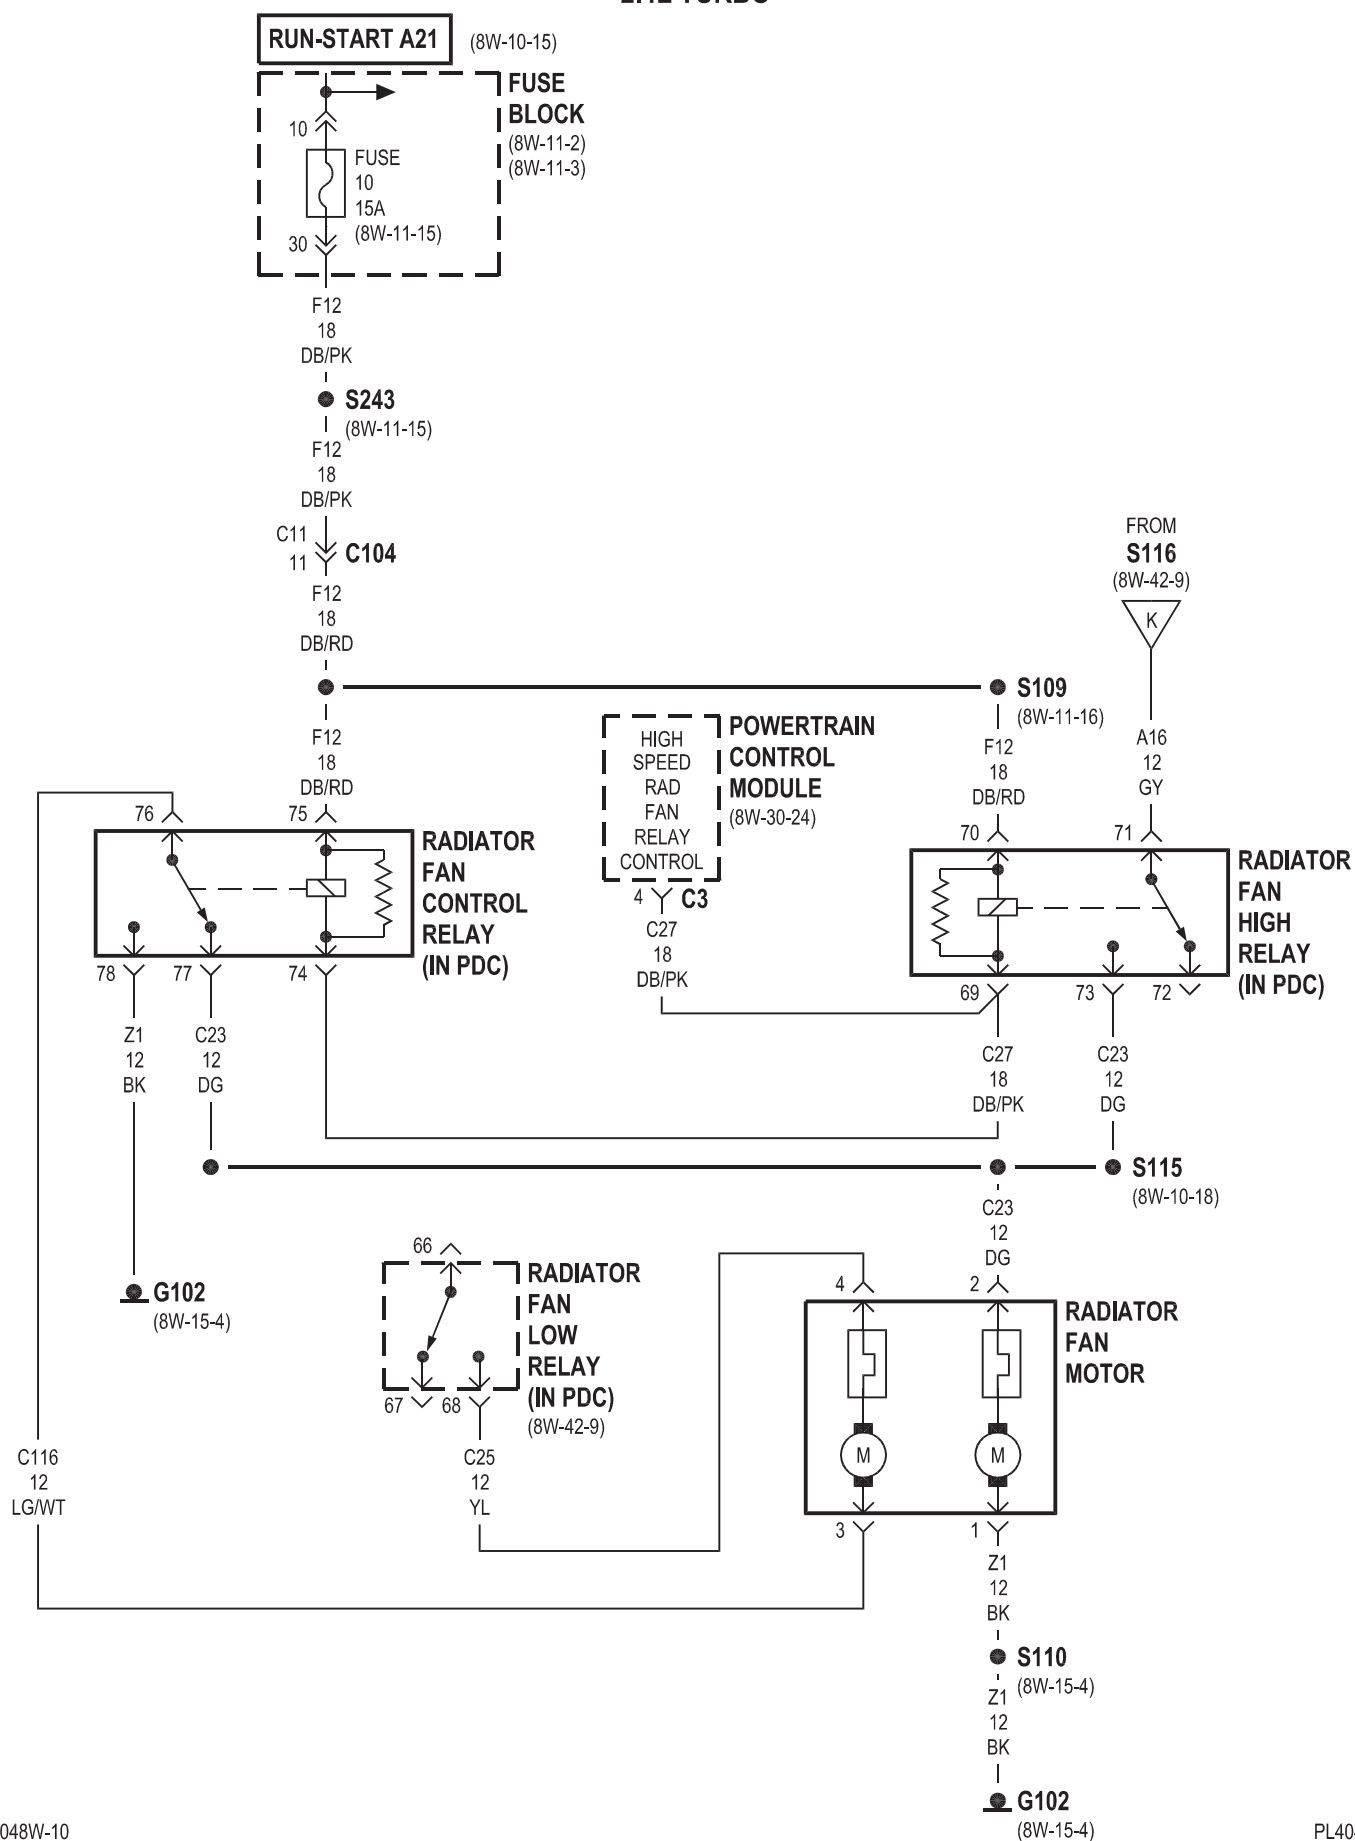 RUN-START A21 (8W-10-15)
FUSE
BLOCK
(8W-11-2)
(8W-11-3)
10
FUSE
10
15A
(8W-11-15)
30
F12
18
DB/PK
S243
(8W-11-15)
F12
18
DB/PK
C11
11
C104
F12
18
DB/RD
FROM
S116
(8W-42-9)
K
S109
(8W-11-16)
F12
18
DB/RD
HIGH
SPEED
RAD
FAN
RELAY
CONTROL
POWERTRAIN
CONTROL
MODULE
(8W-30-24)
F12
18
DB/RD
A16
12
GY
76
75
70
71
RADIATOR
FAN
CONTROL
RELAY
(IN PDC)
4
C3
C27
18
DB/PK
RADIATOR
FAN
HIGH
RELAY
(IN PDC)
78
77
74
69
73
72
Z1
12
BK
C23
12
DG
C27
18
DB/PK
C23
12
DG
S115
(8W-10-18)
C23
12
DG
G102
(8W-15-4)
66
RADIATOR
FAN
LOW
RELAY
(IN PDC)
(8W-42-9)
67
68
4
2
RADIATOR
FAN
MOTOR
M
M
C116
12
LG/WT
C25
12
YL
3
1
Z1
12
BK
S110
(8W-15-4)
Z1
12
BK
G102
(8W-15-4)
048W-10